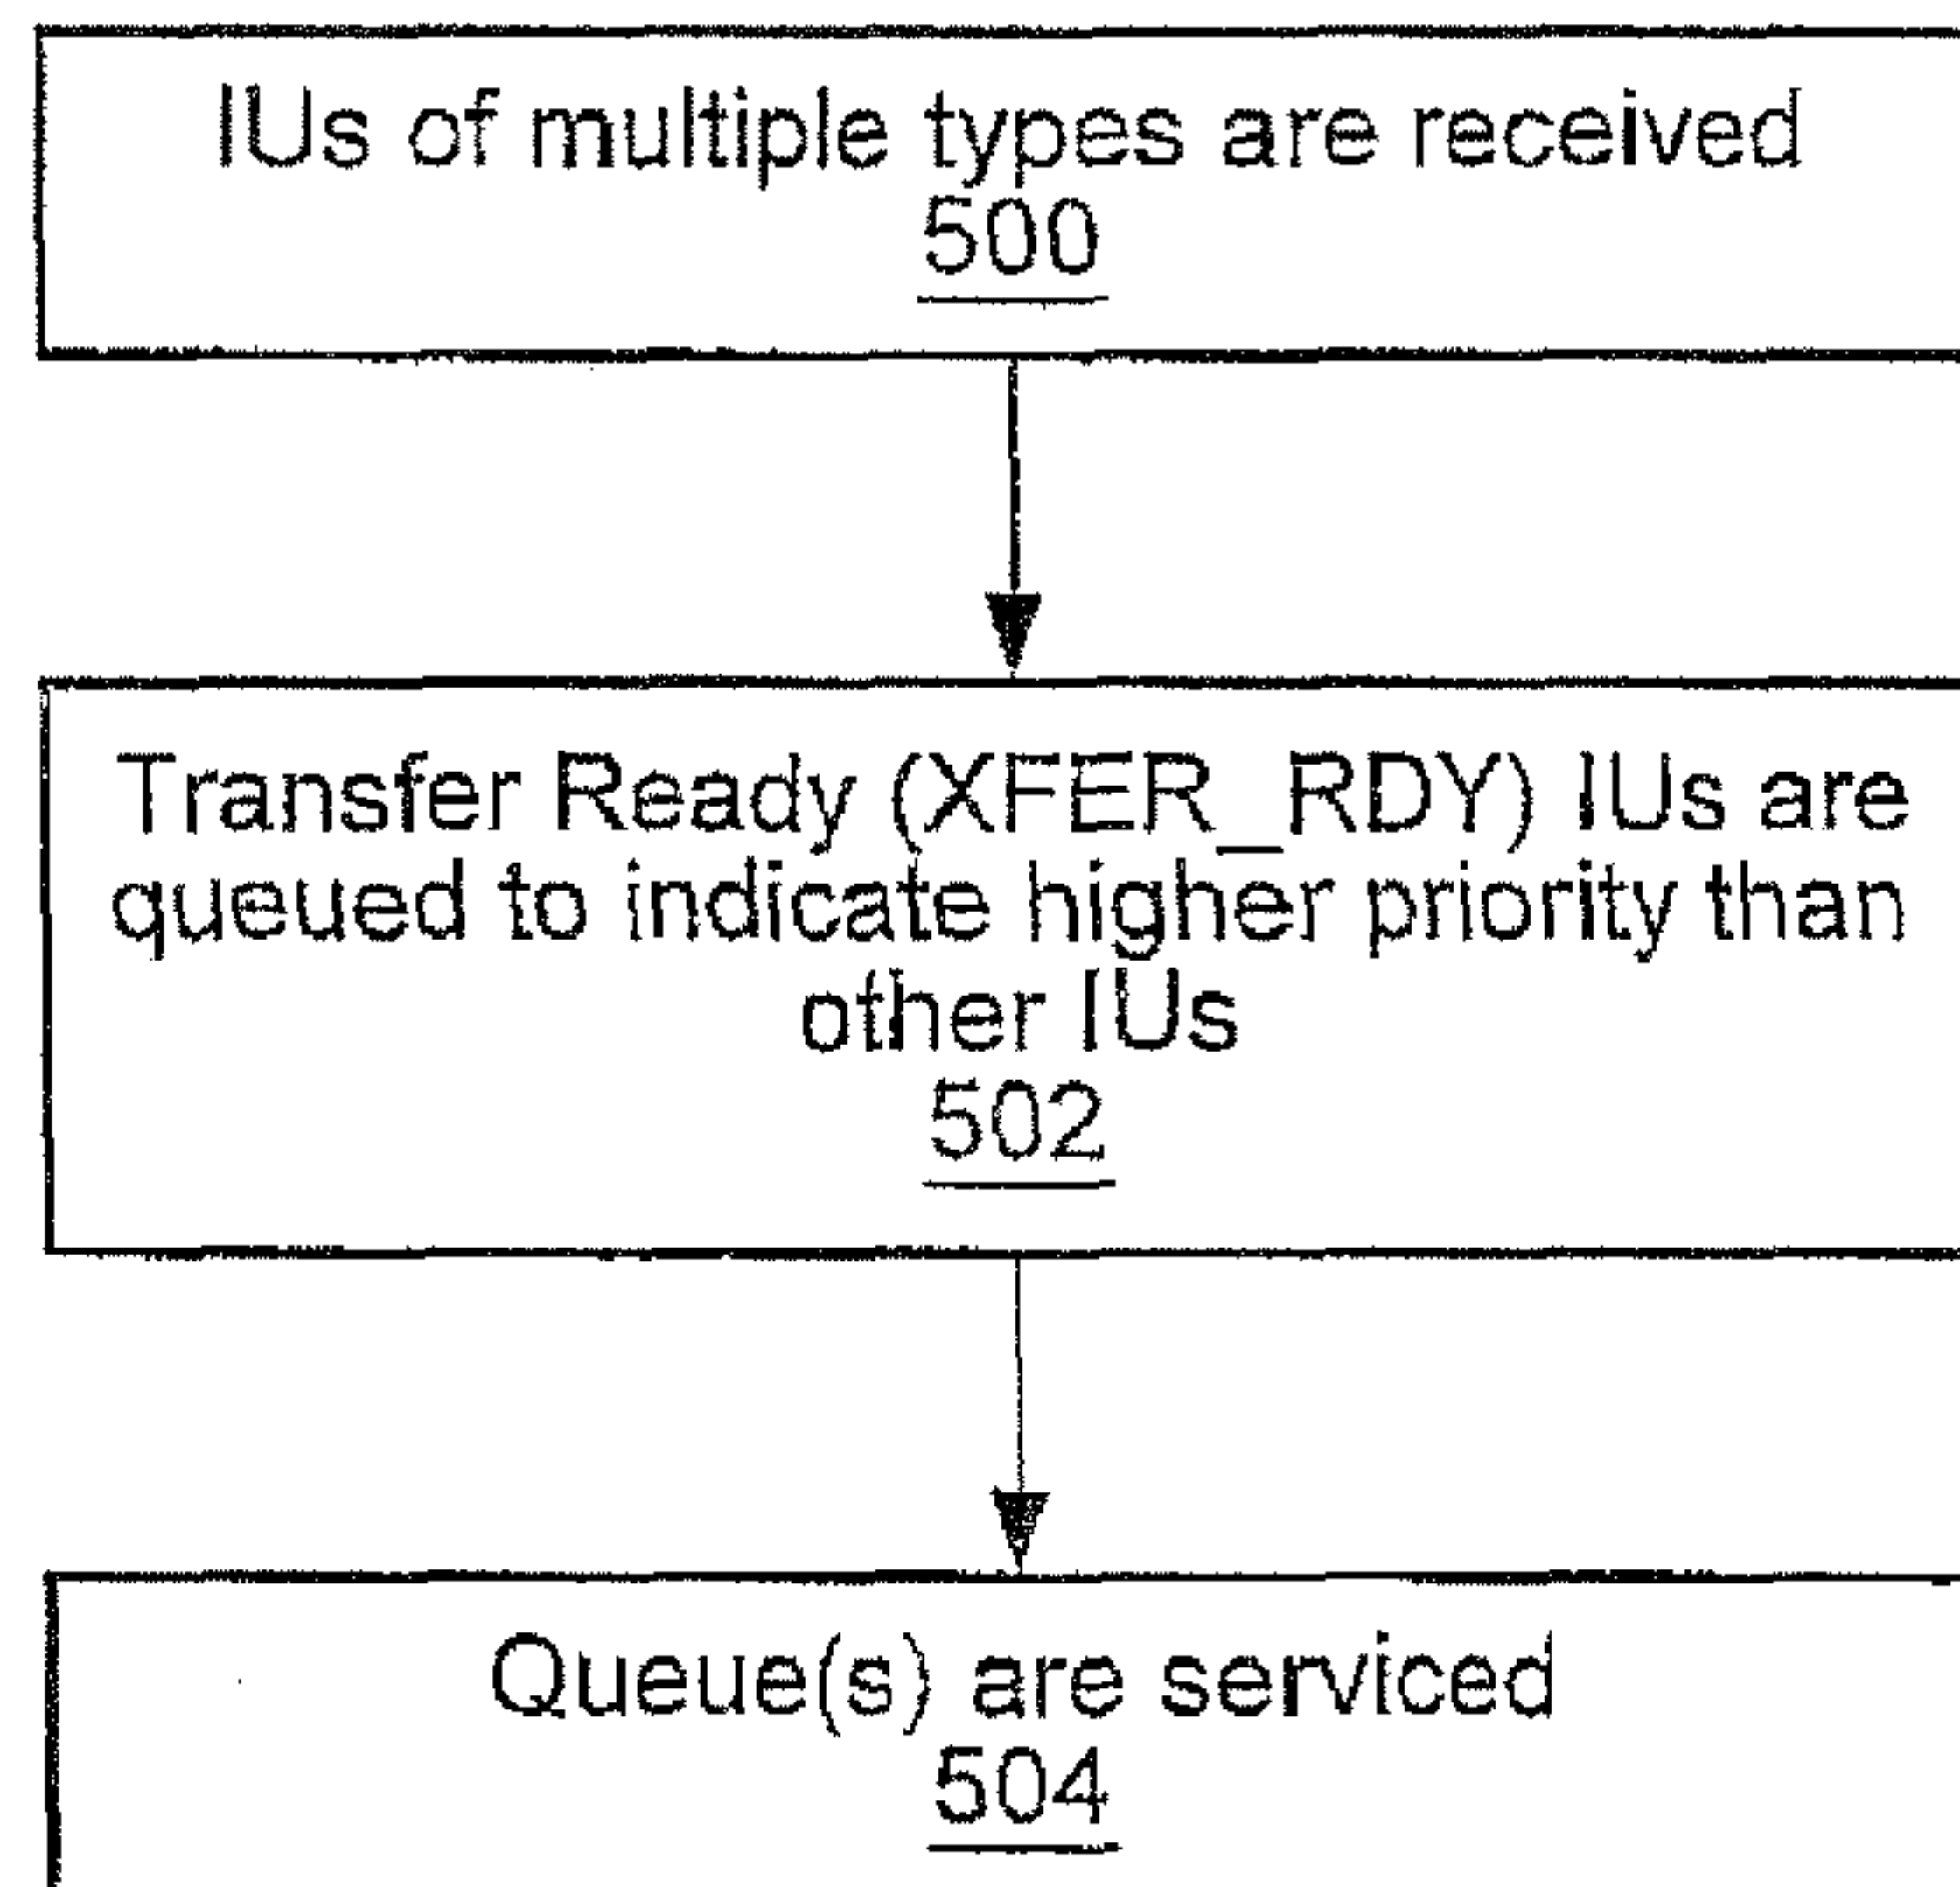 IUs of multiple types are received
500
Transfer Ready (XFER_RDY) IUs are
queued to indicate higher priority than
other IUs
502
Queue(s) are serviced
504